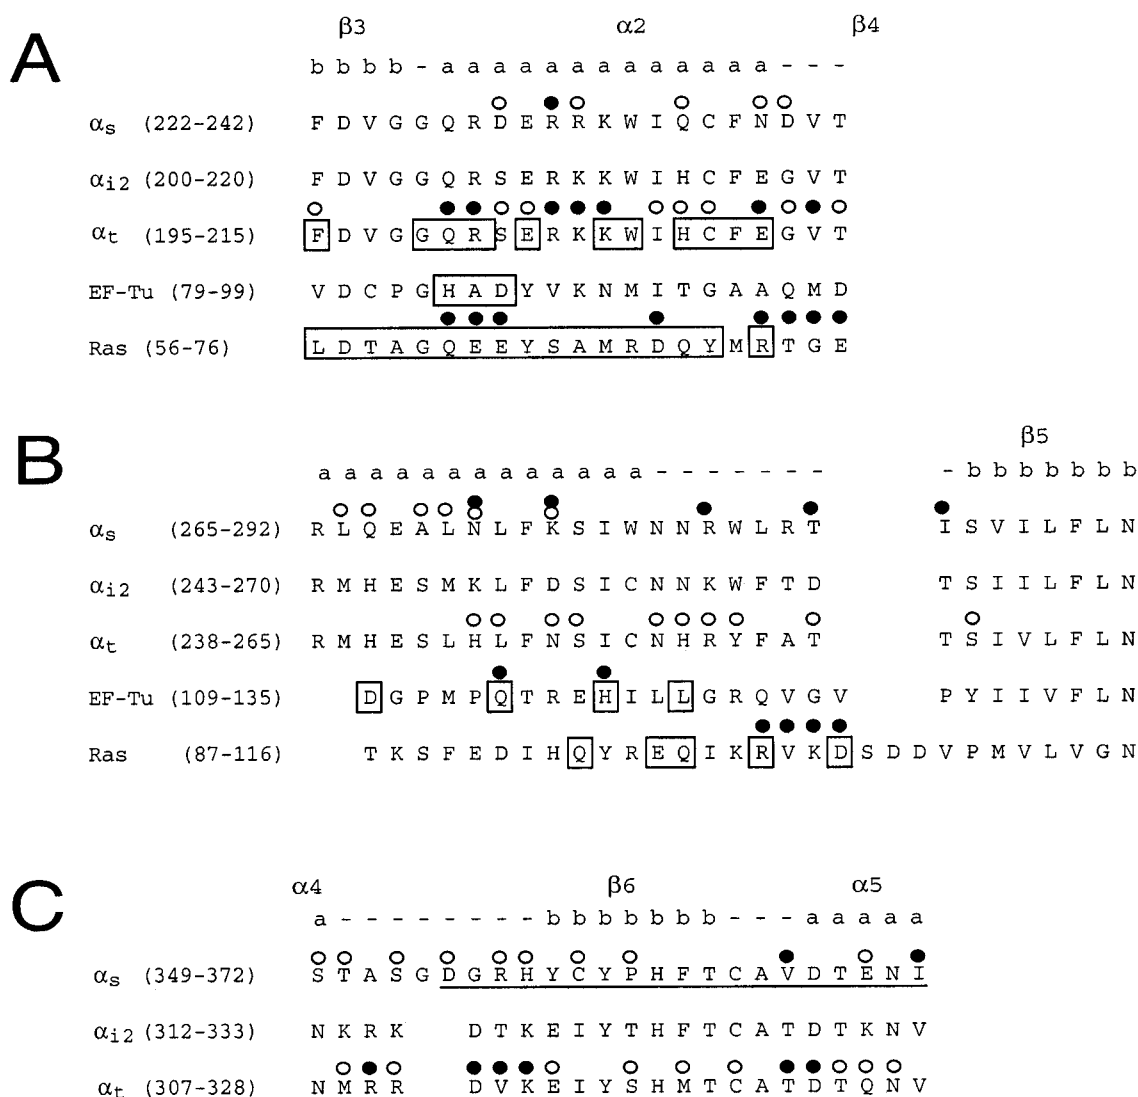 A
β3 α2 β4
b b b b - a a a a a a a a a a a a a - - -
αs (222-242) F D V G G Q R D E R R K W I Q C F N D V T
αi2 (200-220) F D V G G Q R S E R K K W I H C F E G V T
αt (195-215) F D V G G Q R S E R K K W I H C F E G V T
EF-Tu (79-99) V D C P G H A D Y V K N M I T G A A Q M D
Ras (56-76) L D T A G Q E E Y S A M R D Q Y M R T G E
B
β5
a a a a a a a a a a a a a - - - - - - - - b b b b b b b
αs (265-292) R L Q E A L N L F K S I W N N R W L R T I S V I L F L N
αi2 (243-270) R M H E S M K L F D S I C N N K W F T D T S I I L F L N
αt (238-265) R M H E S L H L F N S I C N H R Y F A T T S I V L F L N
EF-Tu (109-135) D G P M P Q T R E H I L L G R Q V G V P Y I I V F L N
Ras (87-116) T K S F E D I H Q Y R E Q I K R V K D S D D V P M V L V G N
C
α4 β6 α5
a - - - - - - - - b b b b b b b - - - a a a a a
αs (349-372) S T A S G D G R H Y C Y P H F T C A V D T E N I
αi2 (312-333) N K R K D T K E I Y T H F T C A T D T K N V
αt (307-328) N M R R D V K E I Y S H M T C A T D T Q N V